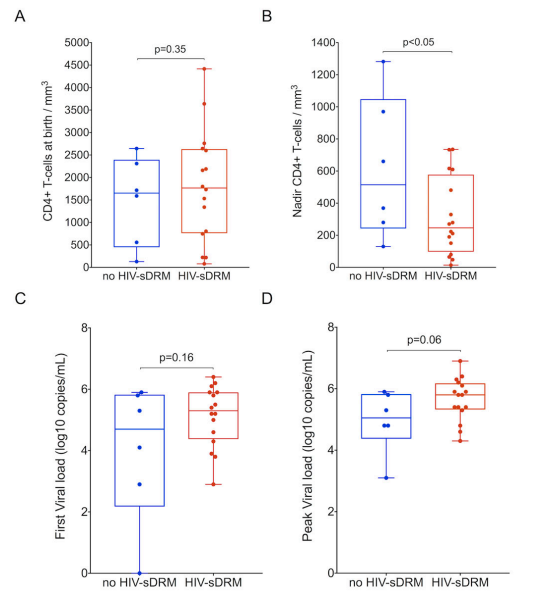 A
B
p=0.35
p<0.05
CD4+ T-cells at birth / mm3
5000
4500
4000
3500
3000
2500
2000
1500
1000
500
0
no HIV-sDRM
HIV-sDRM
Nadir CD4+ T-cells / mm3
1400
1200
1000
800
600
400
200
0
no HIV-sDRM
HIV-sDRM
C
D
p=0.16
p=0.06
First Viral load (log10 copies/mL)
8
6
4
2
0
no HIV-sDRM
HIV-sDRM
Peak Viral load (log10 copies/mL)
8
6
4
2
0
no HIV-sDRM
HIV-sDRM